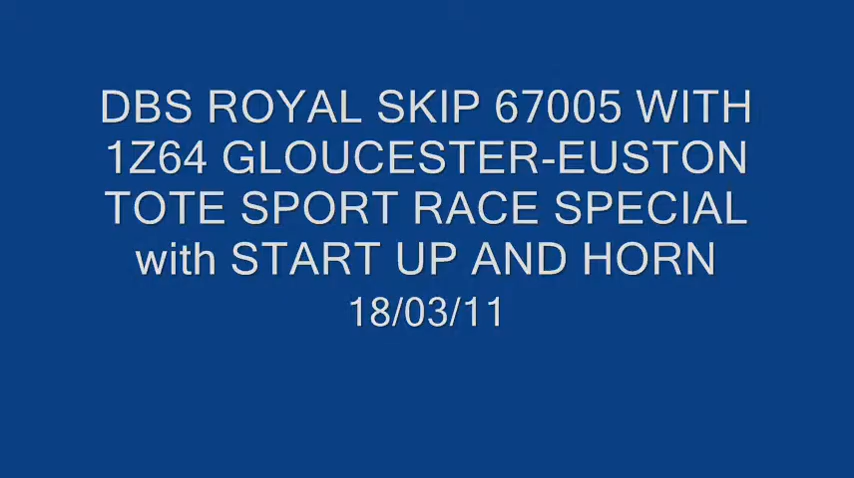 DBS ROYAL SKIP 67005 WITH
1Z64 GLOUCESTER-EUSTON
TOTE SPORT RACE SPECIAL
with START UP AND HORN
18/03/11